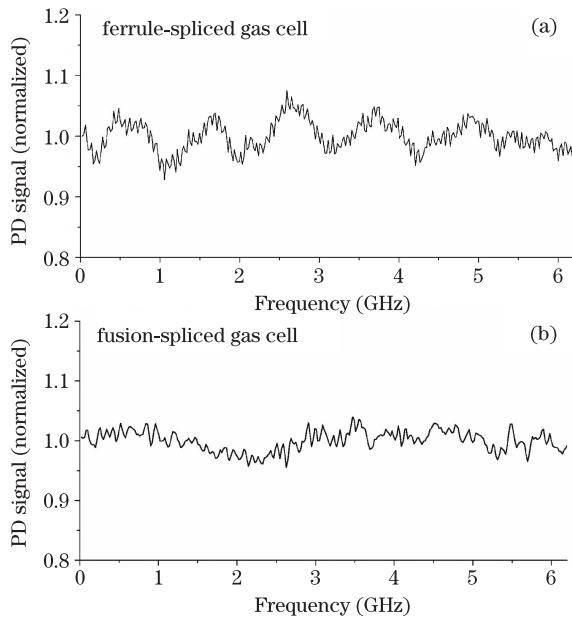 ferrule-spliced gas cell
(a)
PD signal (normalized)
1.2
1.1
1.0
0.9
0.8
0 1 2 3 4 5 6
Frequency (GHz)
fusion-spliced gas cell
(b)
PD signal (normalized)
1.2
1.1
1.0
0.9
0.8
0 1 2 3 4 5 6
Frequency (GHz)